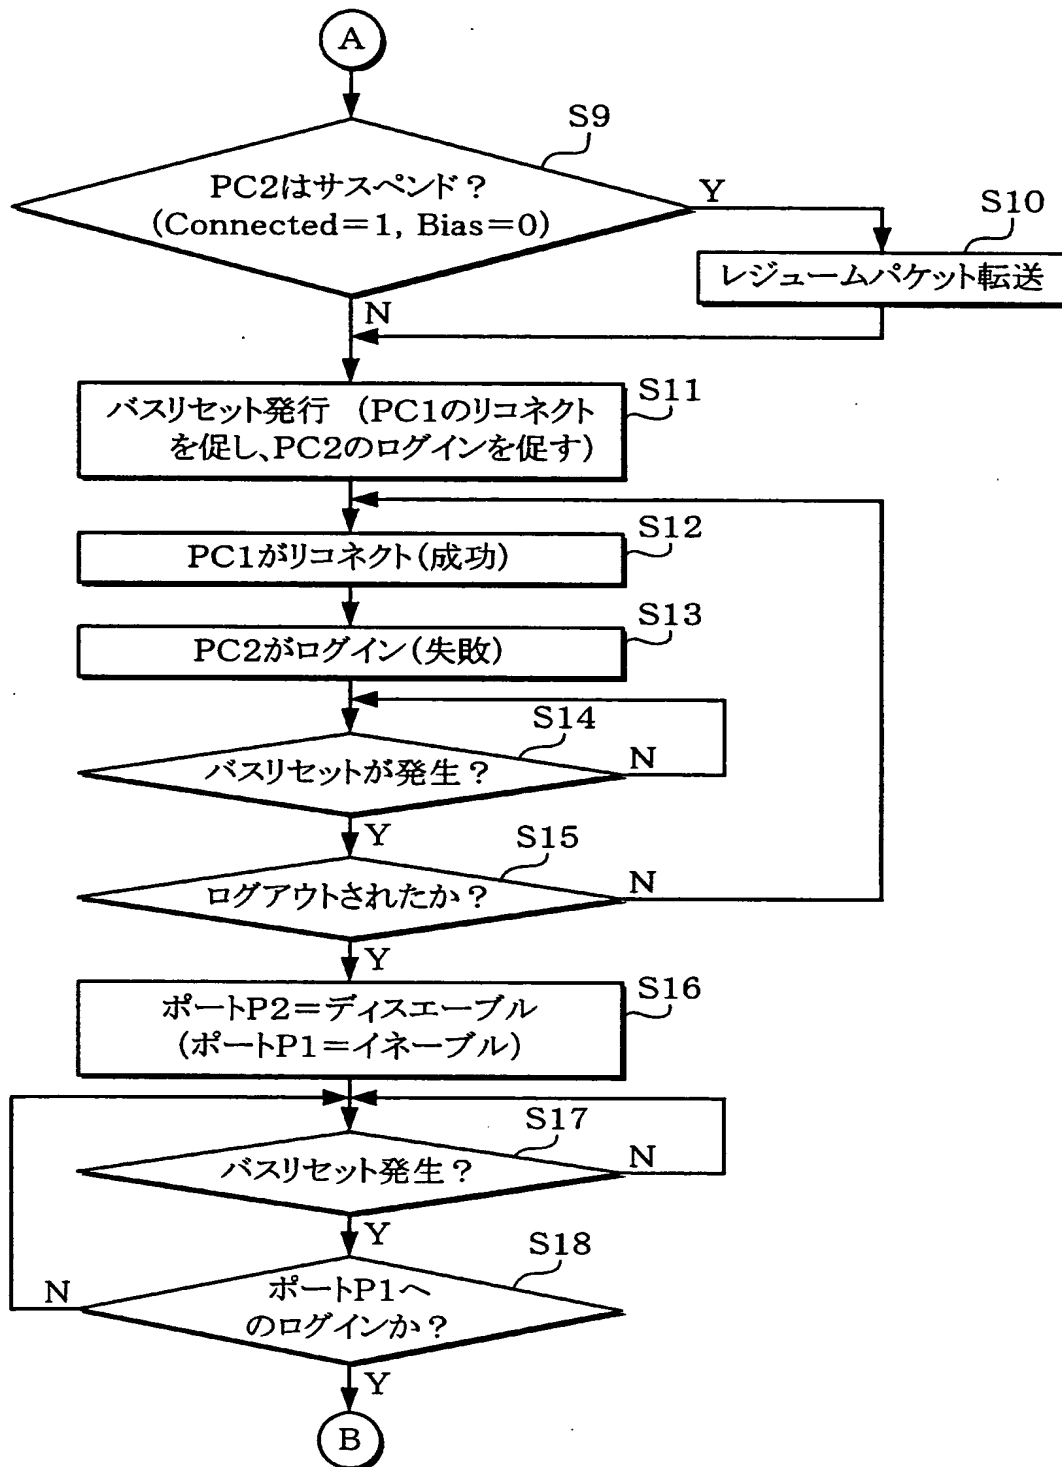 A
S9
PC2はサスペンド?
(Connected=1, Bias=0)
Y
S10
レジュームパケット転送
N
S11
バスリセット発行 (PC1のリコネクト
を促し、PC2のログインを促す)
S12
PC1がリコネクト(成功)
S13
PC2がログイン(失敗)
S14
バスリセットが発生?
N
Y
S15
ログアウトされたか?
N
Y
S16
ポートP2=ディスエーブル
(ポートP1=イネーブル)
S17
バスリセット発生?
N
Y
S18
ポートP1へ
のログインか?
N
Y
B